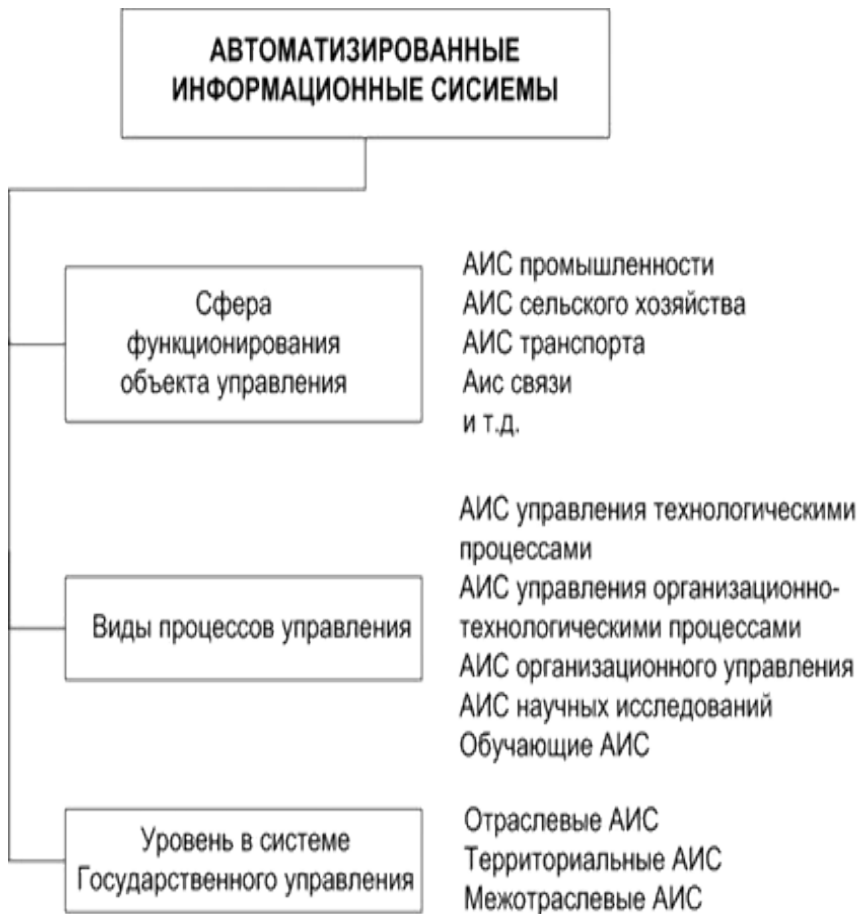 АВТОМАТИЗИРОВАННЫЕ
ИНФОРМАЦИОННЫЕ СИСИЕМЫ
Сфера
функционирования
объекта управления
АИС промышленности
АИС сельского хозяйства
АИС транспорта
Аис связи
и т.д.
Виды процессов управления
АИС управления технологическими
процессами
АИС управления организационно-
технологическими процессами
АИС организационного управления
АИС научных исследований
Обучающие АИС
Уровень в системе
Государственного управления
Отраслевые АИС
Территориальные АИС
Межотраслевые АИС